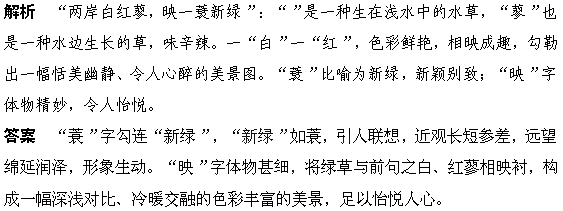 解析 “两岸白红蓼，映一蓑新绿”：“”是一种生在浅水中的水草，“蓼”也
是一种水边生长的草，味辛辣。一“白”一“红”，色彩鲜艳，相映成趣，勾勒
出一幅恬美幽静、令人心醉的美景图。“蓑”比喻为新绿，新颖别致；“映”字
体物精妙，令人怡悦。
答案 “蓑”字勾连“新绿”，“新绿”如蓑，引人联想，近观长短参差，远望
绵延润泽，形象生动。“映”字体物甚细，将绿草与前句之白、红蓼相映衬，构
成一幅深浅对比、冷暖交融的色彩丰富的美景，足以怡悦人心。